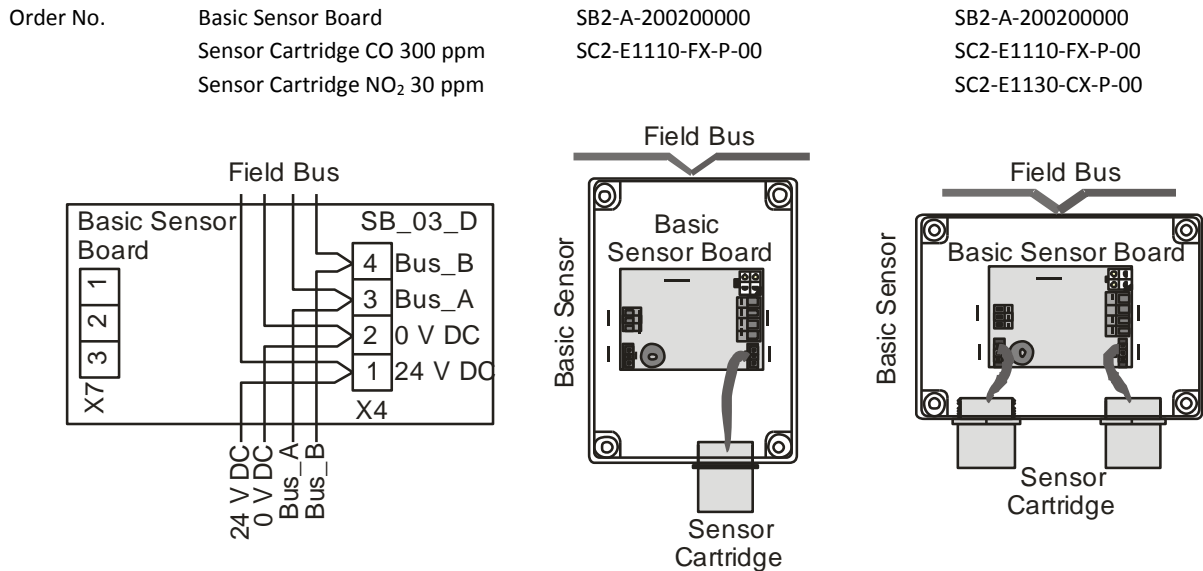 Order No. Basic Sensor Board SB2-A-200200000 SB2-A-200200000
Sensor Cartridge CO 300 ppm SC2-E1110-FX-P-00 SC2-E1110-FX-P-00
Sensor Cartridge NO₂ 30 ppm SC2-E1130-CX-P-00
Field Bus
Basic Sensor
Board
SB_03_D
4 Bus_B
3 Bus_A
2 0 V DC
1 24 V DC
X4
1
2
3
X7
24 V DC
0 V DC
Bus_A
Bus_B
Field Bus
Basic Sensor
Basic
Sensor Board
Sensor
Cartridge
Field Bus
Basic Sensor
Basic Sensor Board
Sensor
Cartridge